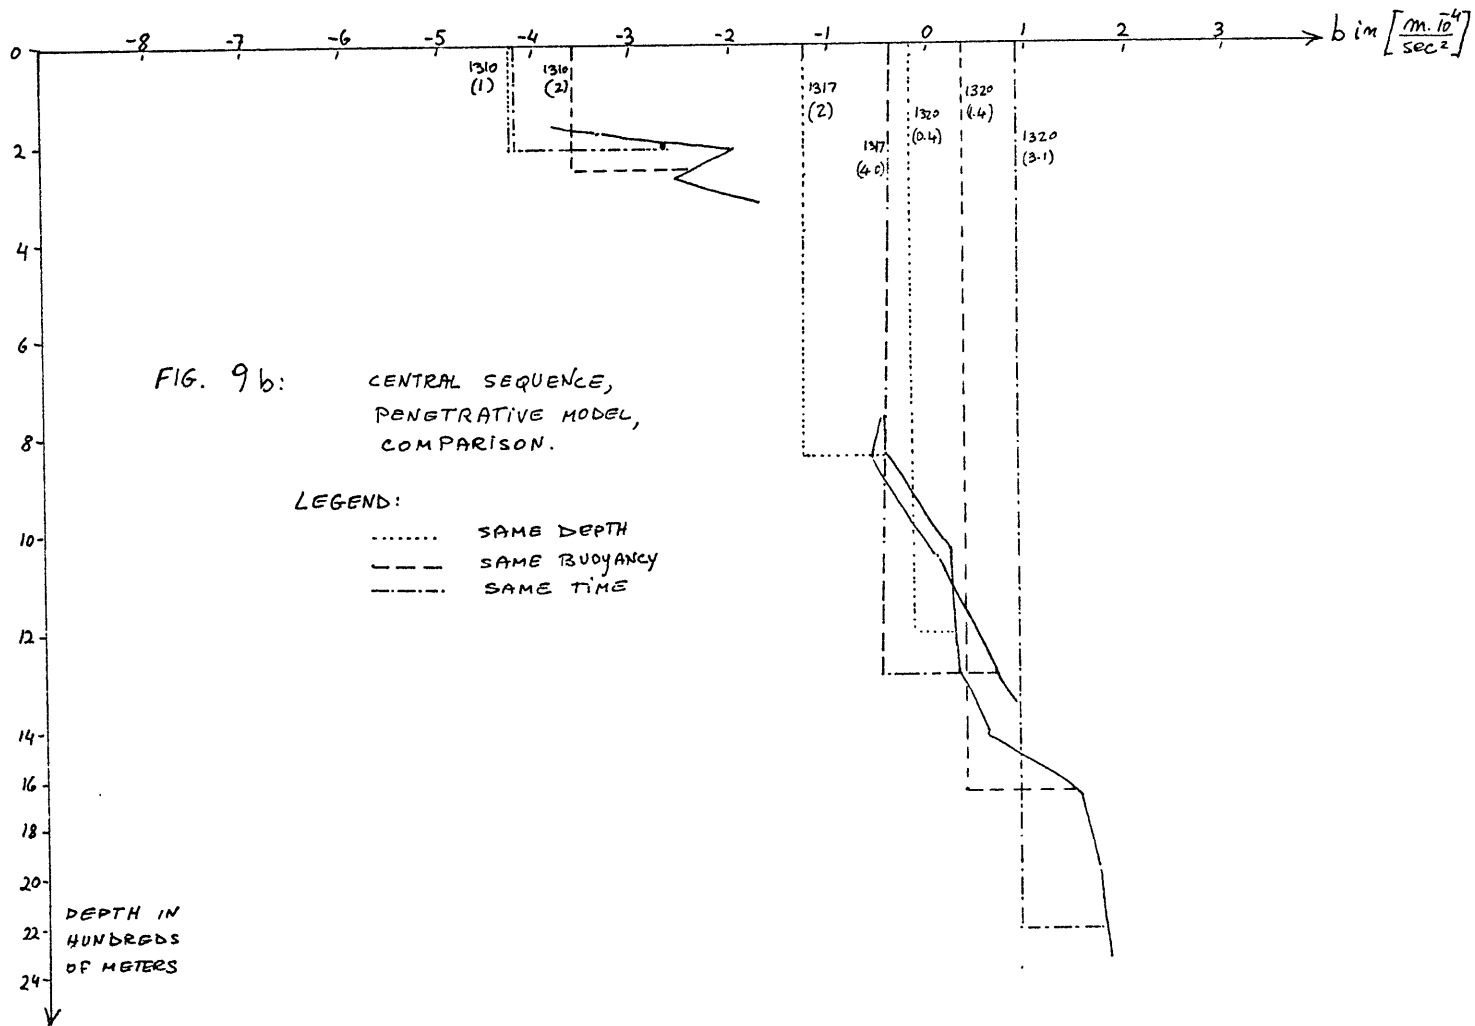 -8 -7 -6 -5 -4 -3 -2 -1 0 1 2 3
b in [m.10^-4 / sec²]
0
1310
(1)
1310
(2)
1317
(2)
1317
(4.0)
1320
(0.4)
1320
(1.4)
1320
(3.1)
2
4
6
FIG. 9b: CENTRAL SEQUENCE,
PENETRATIVE MODEL,
COMPARISON.
8
LEGEND:
SAME DEPTH
SAME BUOYANCY
SAME TIME
10
12
14
16
18
20
22
24
DEPTH IN
HUNDREDS
OF METERS